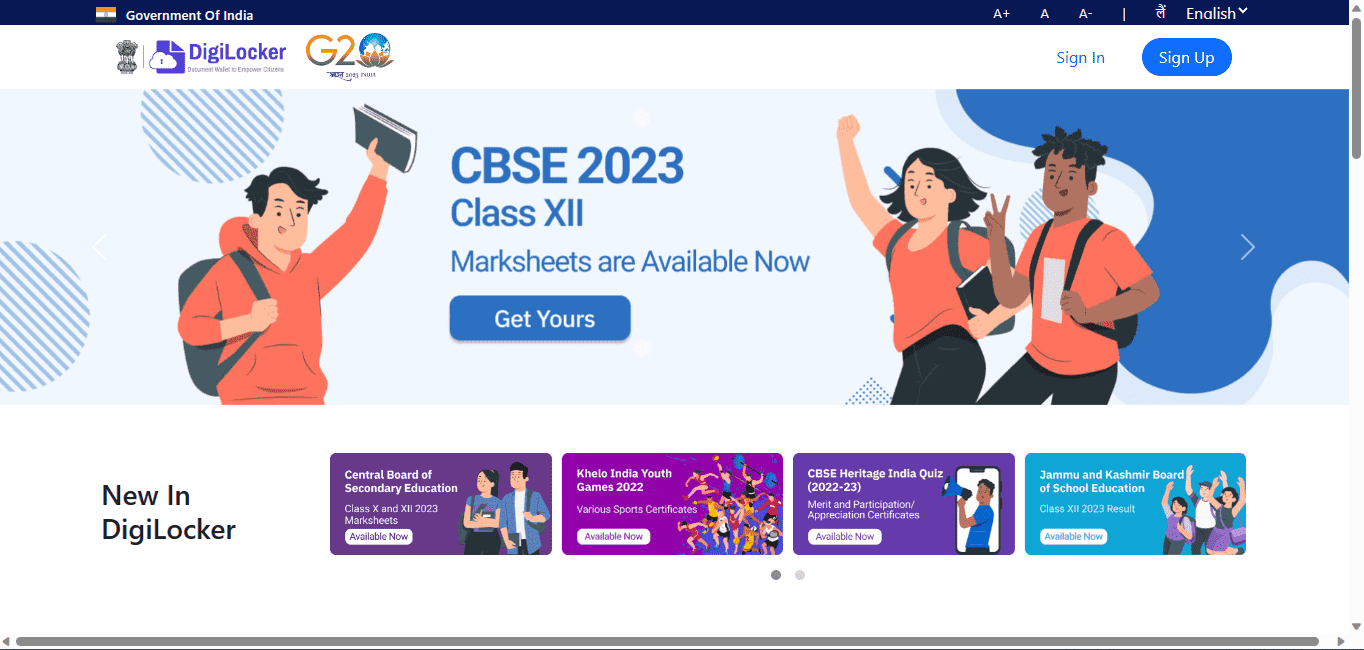 Government Of India
A+ A A- | लैं English
DigiLocker
Document Wallet to Empower Citizens
G20
2023 INDIA
Sign In
Sign Up
CBSE 2023
Class XII
Marksheets are Available Now
Get Yours
New In
DigiLocker
Central Board of
Secondary Education
Class X and XII 2023
Marksheets
Available Now
Khelo India Youth
Games 2022
Various Sports Certificates
Available Now
CBSE Heritage India Quiz
(2022-23)
Merit and Participation/
Appreciation Certificates
Available Now
Jammu and Kashmir Board
of School Education
Class XII 2023 Result
Available Now